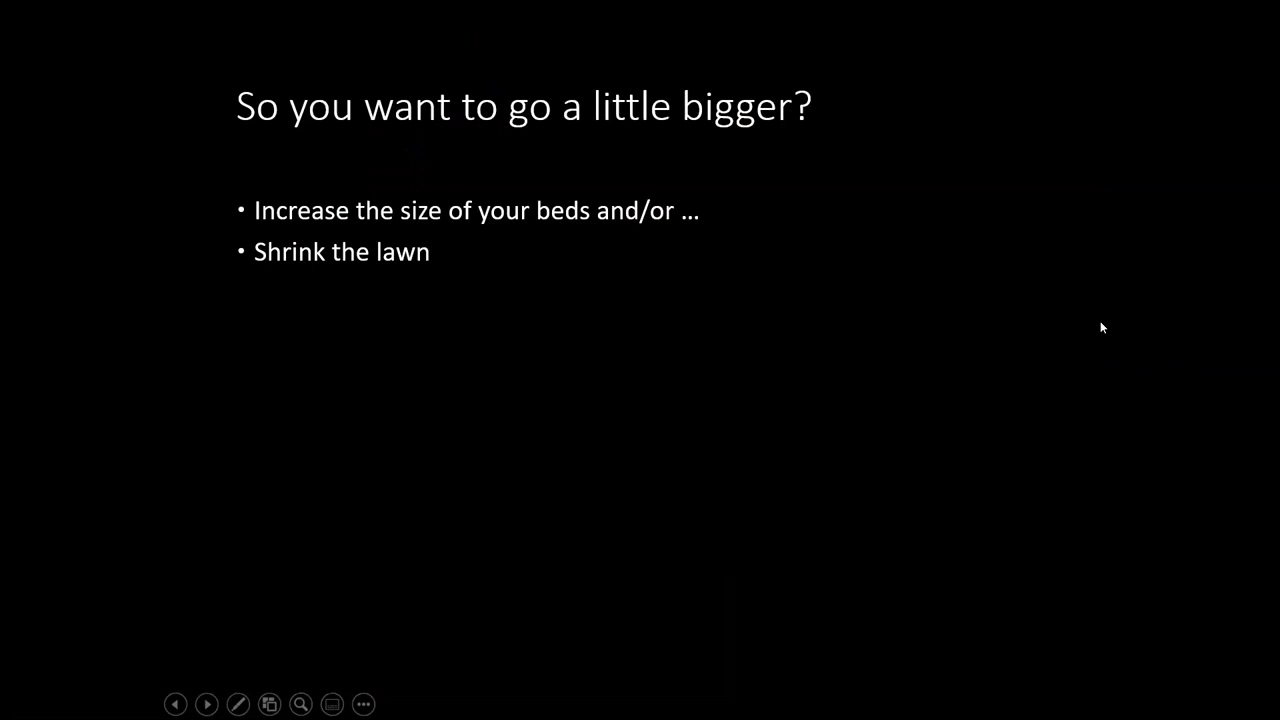 So you want to go a little bigger?
• Increase the size of your beds and/or ...
• Shrink the lawn